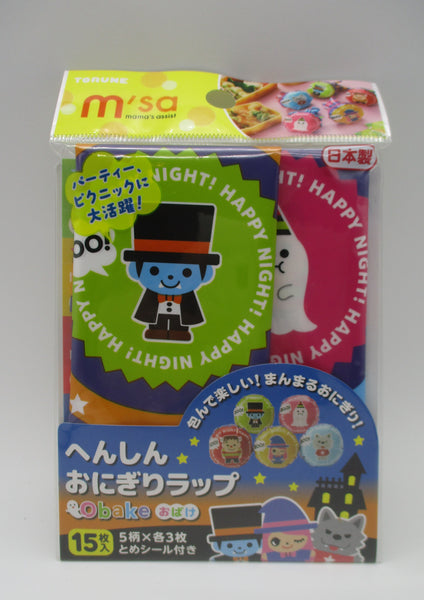 TORUNE
m'sa
mama's assist
日本製
パーティー、
ピクニックに
大活躍!
OO!
HAPPY NIGHT! HAPPY NIGHT! HAPPY NIGHT!
HAPPY NIGHT!
包んで楽しい!まんまるおにぎり!
へんしん
おにぎりラップ
Obake おばけ
15枚入
5柄×各3枚
とめシール付き